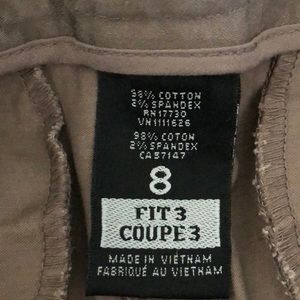 98% COTTON
2% SPANDEX
RN17730
VN1111626
98% COTON
2% SPANDEX
CA57147
8
FIT 3
COUPE 3
MADE IN VIETNAM
FABRIQUÉ AU VIETNAM